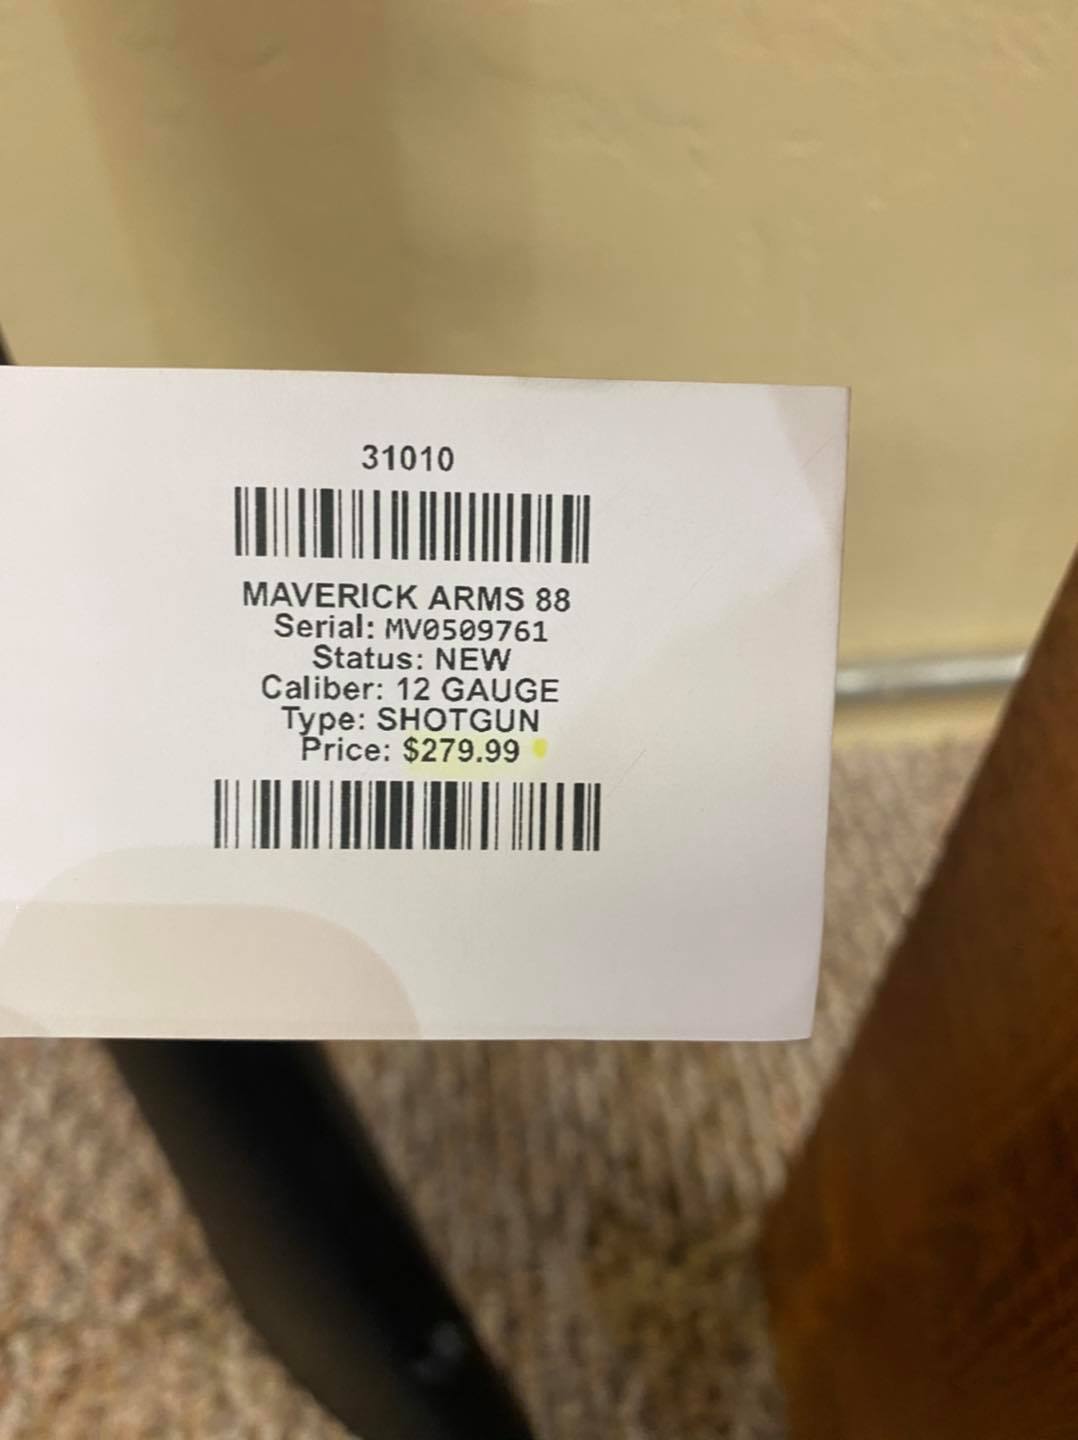 31010
MAVERICK ARMS 88
Serial: MV0509761
Status: NEW
Caliber: 12 GAUGE
Type: SHOTGUN
Price: $279.99